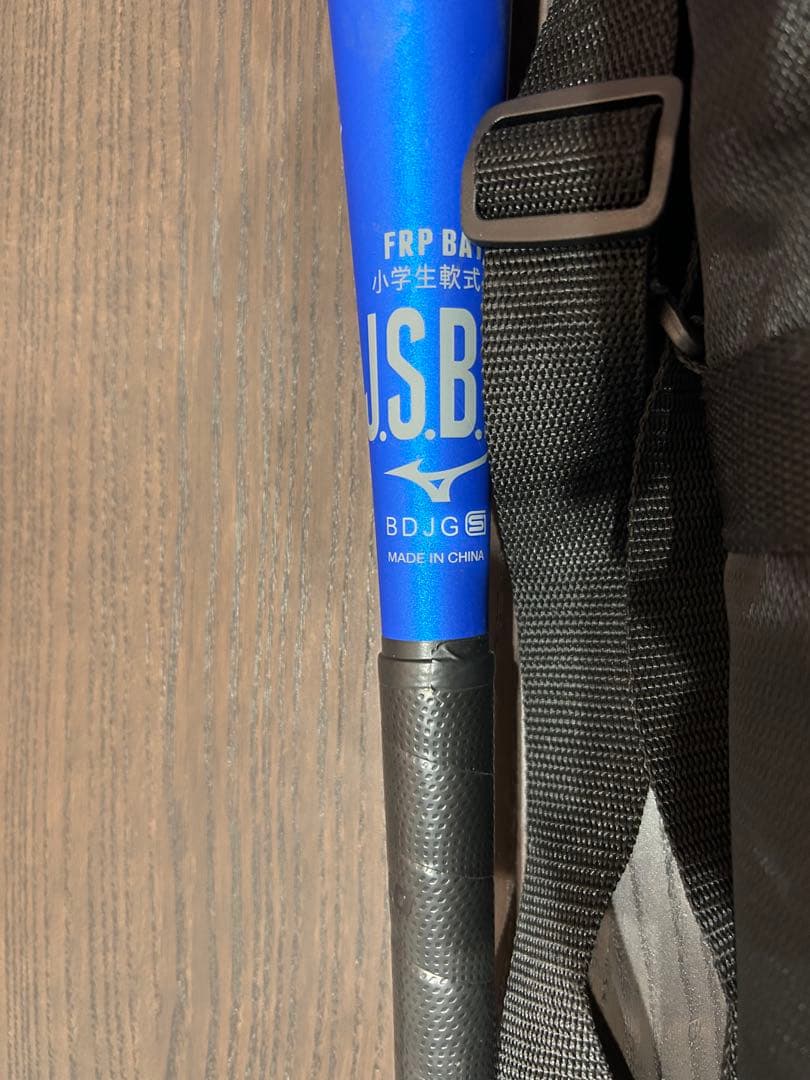 FRP BAT
小学生軟式
J.S.B.
BDJG S
MADE IN CHINA